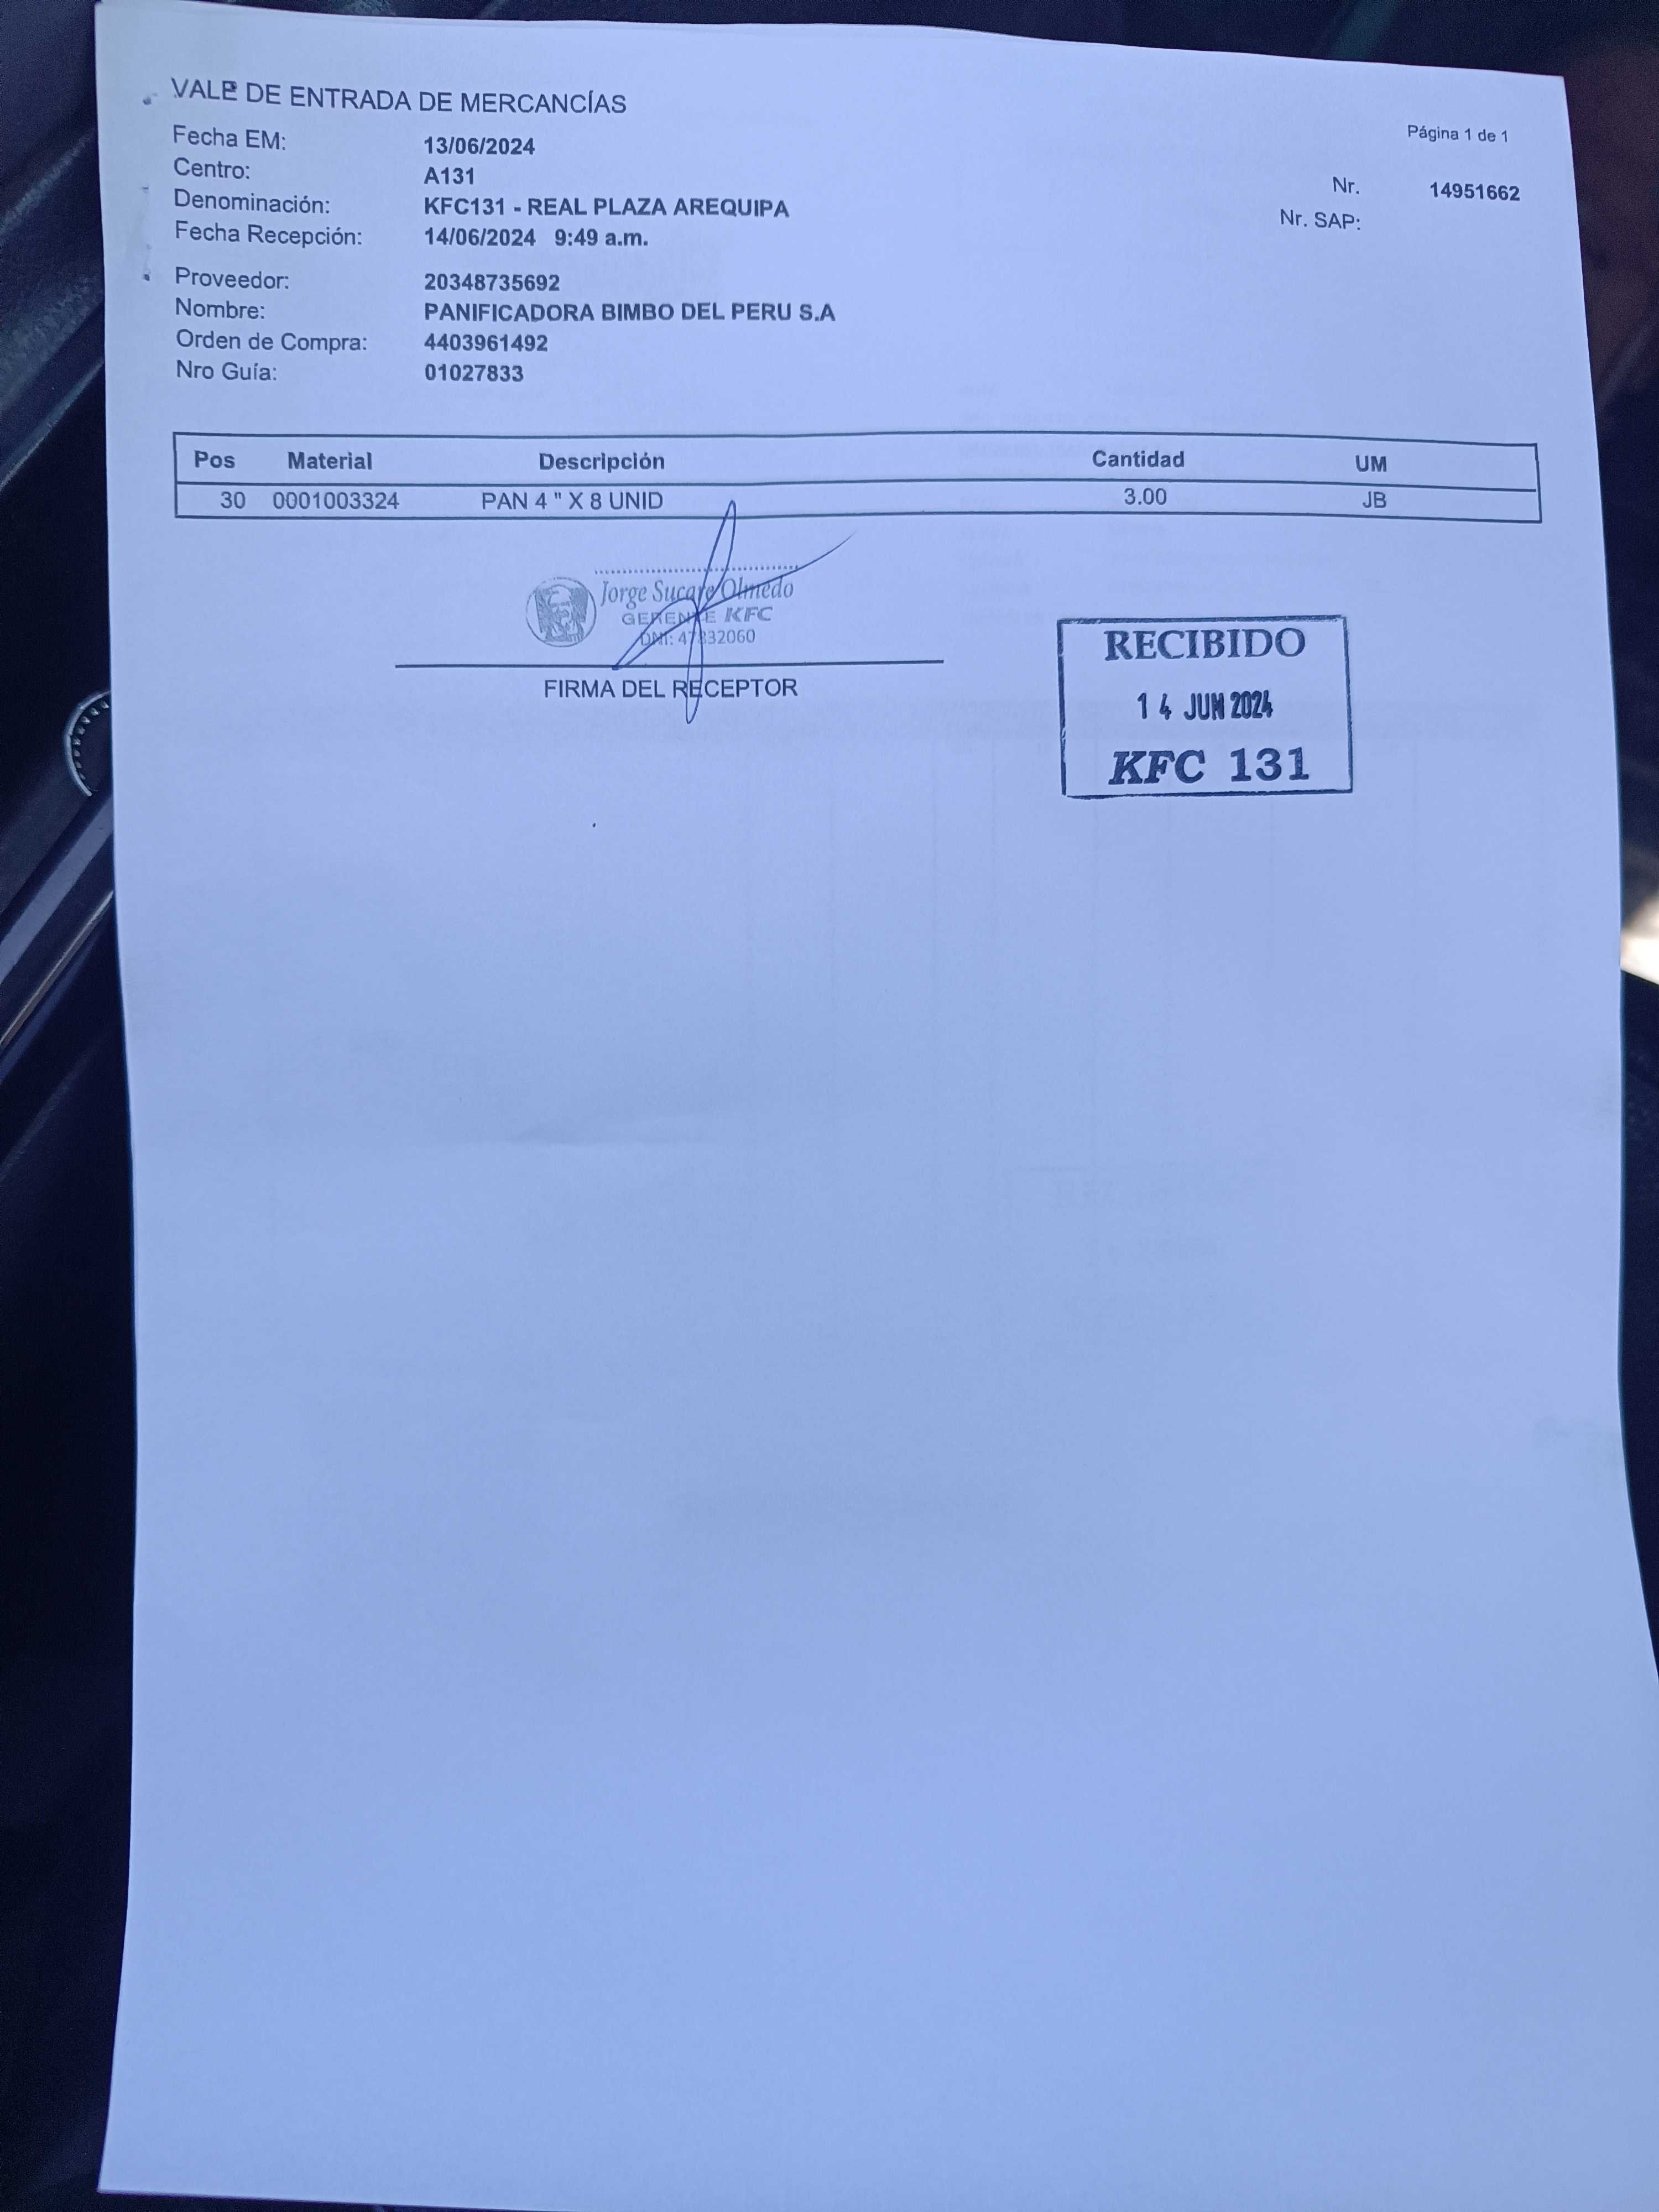 VALE DE ENTRADA DE MERCANCÍAS
Página 1 de 1
Fecha EM: 13/06/2024
Centro: A131
Nr. 14951662
Denominación: KFC131 - REAL PLAZA AREQUIPA
Nr. SAP:
Fecha Recepción: 14/06/2024 9:49 a.m.
Proveedor: 20348735692
Nombre: PANIFICADORA BIMBO DEL PERU S.A
Orden de Compra: 4403961492
Nro Guía: 01027833
Pos Material Descripción Cantidad UM
30 0001003324 PAN 4 " X 8 UNID 3.00 JB
Jorge Olmedo
GERENTE KFC
DNI:
FIRMA DEL RECEPTOR
RECIBIDO
14 JUN 2024
KFC 131